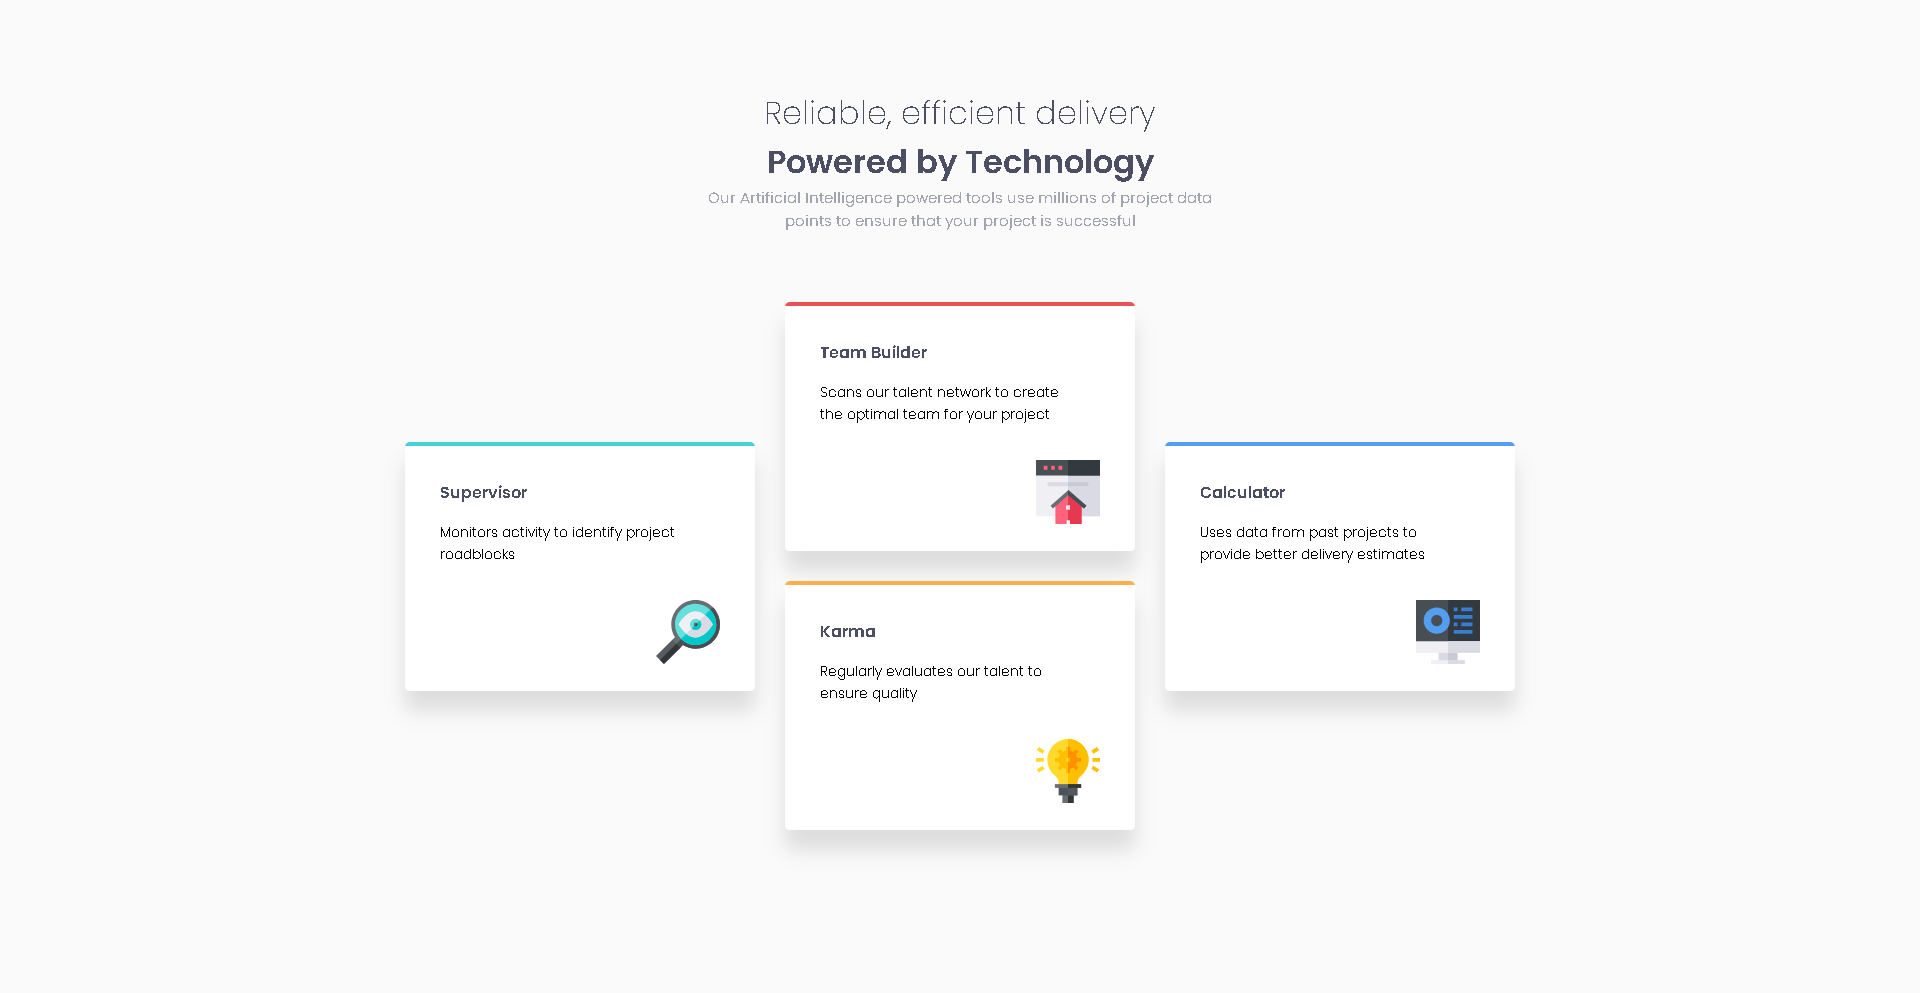 Reliable, efficient delivery
Powered by Technology
Our Artificial Intelligence powered tools use millions of project data
points to ensure that your project is successful
Team Builder
Scans our talent network to create
the optimal team for your project
Supervisor
Monitors activity to identify project
roadblocks
Karma
Regularly evaluates our talent to
ensure quality
Calculator
Uses data from past projects to
provide better delivery estimates